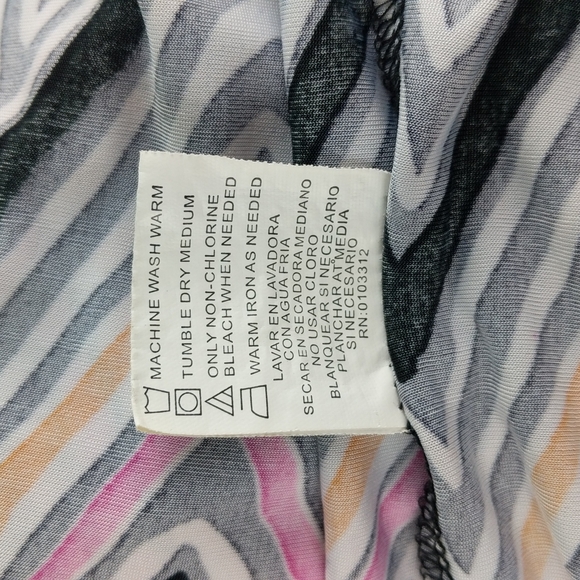 MACHINE WASH WARM
TUMBLE DRY MEDIUM
ONLY NON-CHLORINE
BLEACH WHEN NEEDED
WARM IRON AS NEEDED
LAVAR EN LAVADORA
CON AGUA FRIA
SECAR EN SECADORA MEDIANO
NO USAR CLORO
BLANQUEAR SI NECESARIO
PLANCHAR AT° MEDIA
SI NECESARIO
RN:0103312